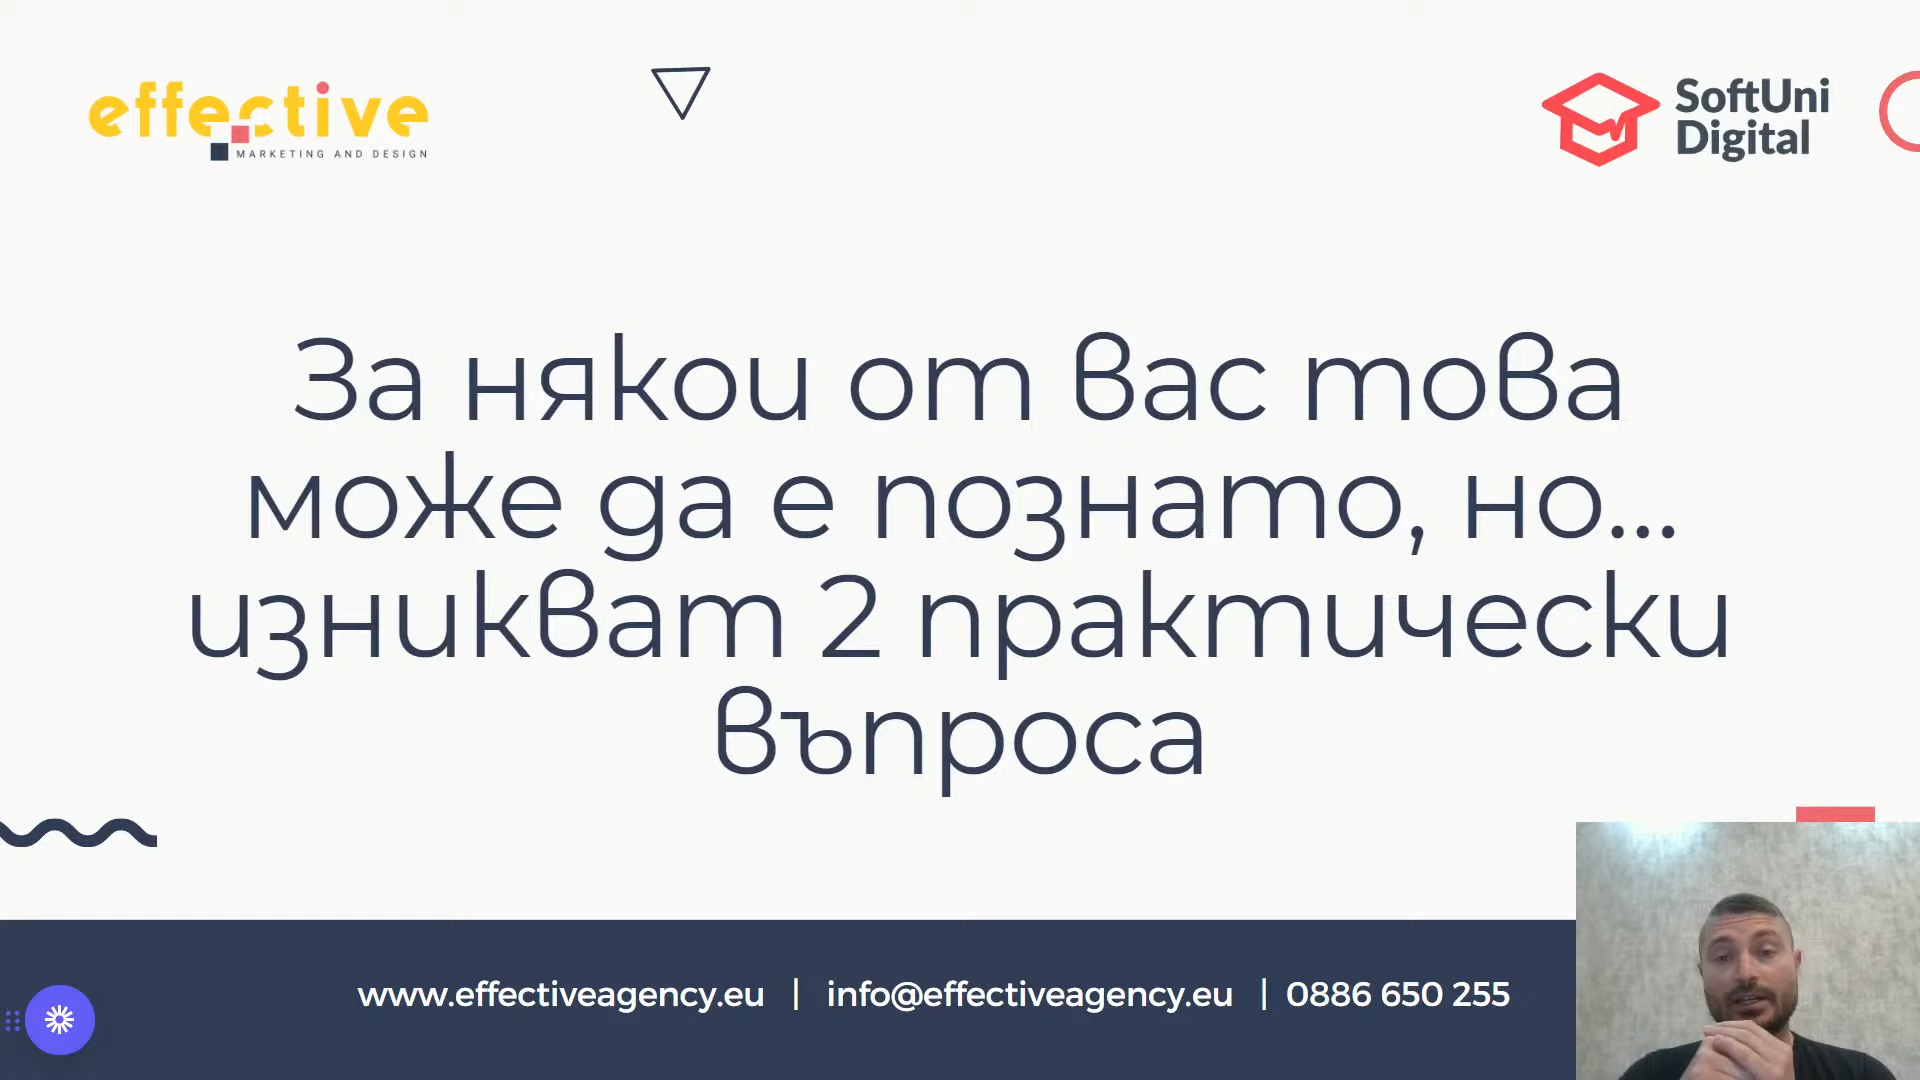 effective
MARKETING AND DESIGN
SoftUni
Digital
За някои от вас това
може да е познато, но...
изникват 2 практически
въпроса
www.effectiveagency.eu | info@effectiveagency.eu | 0886 650 255